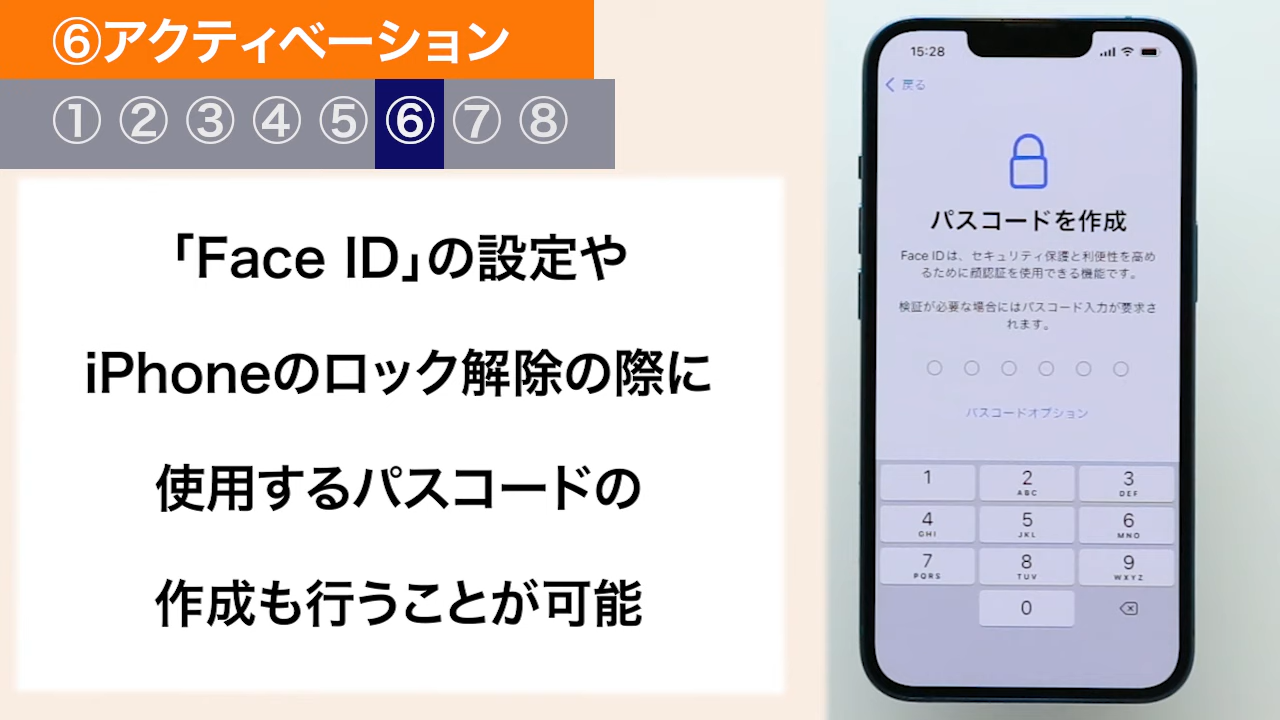 ⑥アクティベーション
① ② ③ ④ ⑤ ⑥ ⑦ ⑧
「Face ID」の設定や
iPhoneのロック解除の際に
使用するパスコードの
作成も行うことが可能
15:28
戻る
パスコードを作成
Face IDは、セキュリティ保護と利便性を高め
るために顔認証を使用できる機能です。
検証が必要な場合にはパスコード入力が要求さ
れます。
パスコードオプション
1 2 3
ABC DEF
4 5 6
GHI JKL MNO
7 8 9
PQRS TUV WXYZ
0